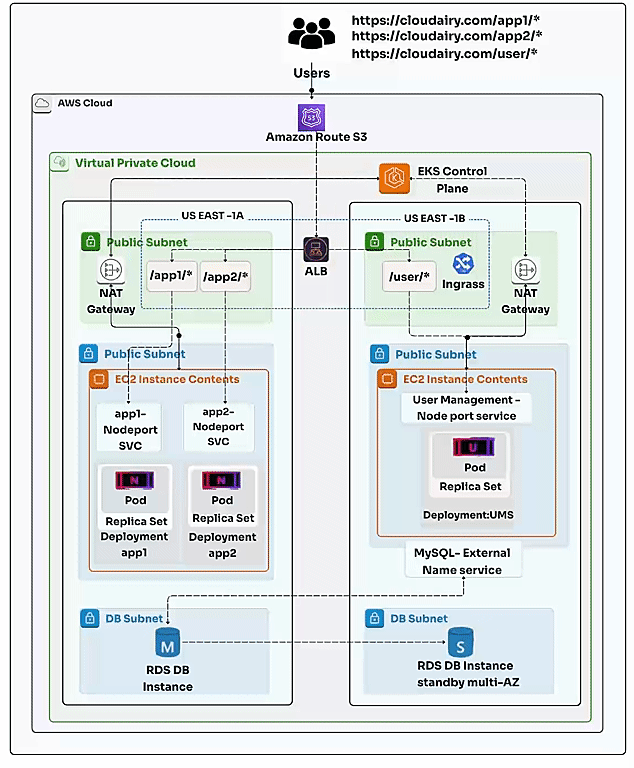 https://cloudairy.com/app1/*
https://cloudairy.com/app2/*
https://cloudairy.com/user/*
Users
AWS Cloud
53
Amazon Route S3
Virtual Private Cloud
EKS Control
Plane
US EAST -1A
US EAST -1B
Public Subnet
NAT
Gateway
/app1/*
/app2/*
ALB
Public Subnet
/user/*
Ingrass
NAT
Gateway
Public Subnet
EC2 Instance Contents
app1-
Nodeport
SVC
app2-
Nodeport
SVC
N
Pod
Replica Set
Deployment
app1
N
Pod
Replica Set
Deployment
app2
Public Subnet
EC2 Instance Contents
User Management -
Node port service
U
Pod
Replica Set
Deployment:UMS
MySQL- External
Name service
DB Subnet
M
RDS DB
Instance
DB Subnet
S
RDS DB Instance
standby multi-AZ